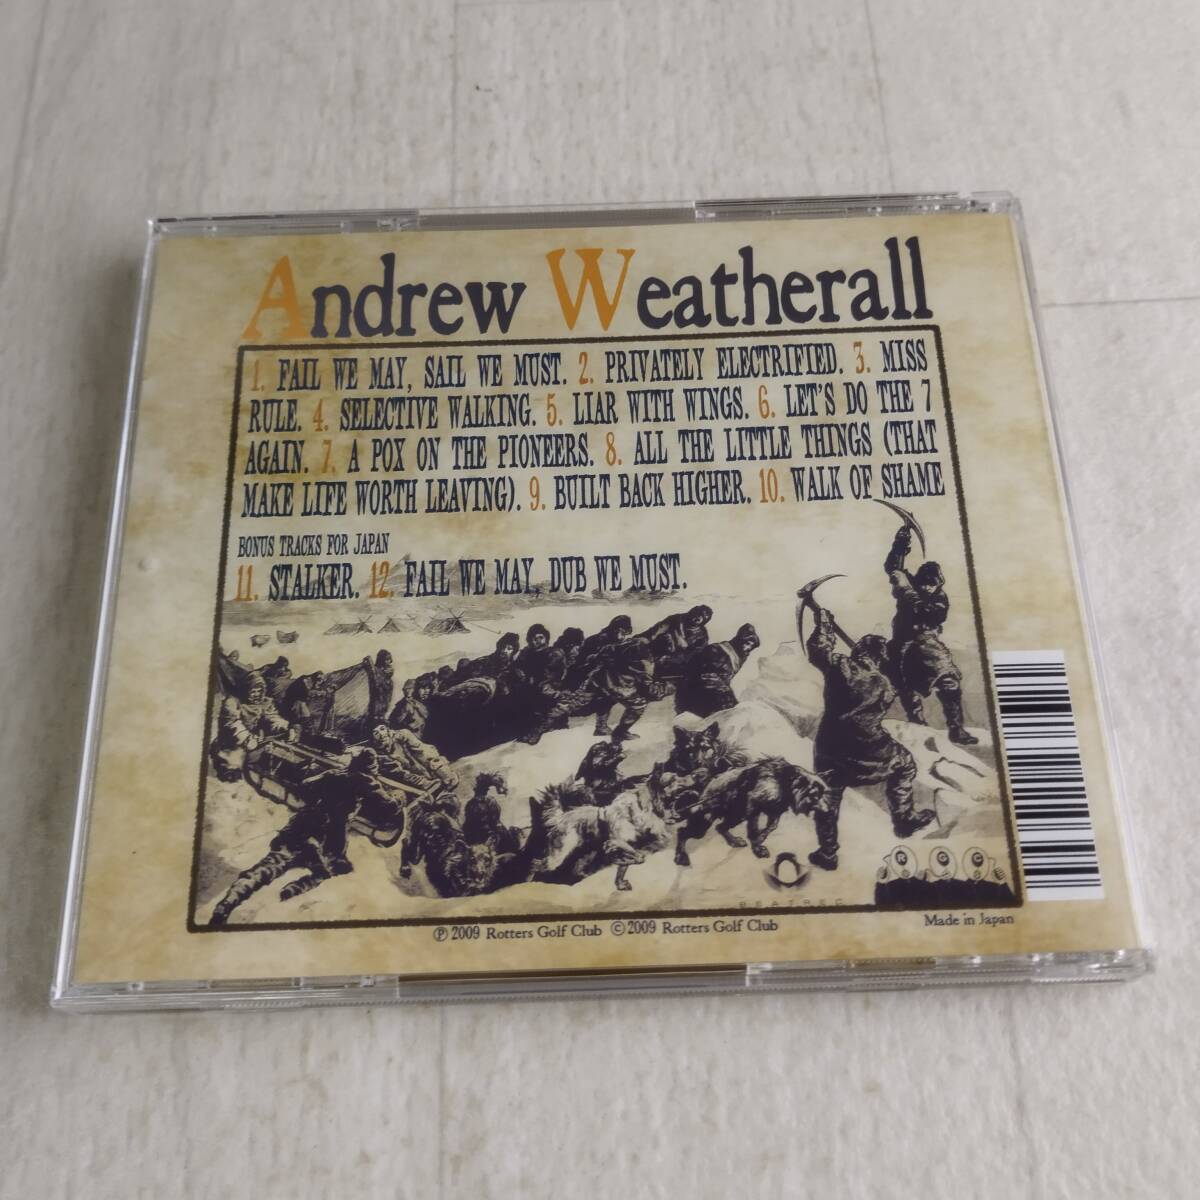 Andrew Weatherall
1. FAIL WE MAY, SAIL WE MUST. 2. PRIVATELY ELECTRIFIED. 3. MISS
RULE. 4. SELECTIVE WALKING. 5. LIAR WITH WINGS. 6. LET'S DO THE 7
AGAIN. 7. A POX ON THE PIONEERS. 8. ALL THE LITTLE THINGS (THAT
MAKE LIFE WORTH LEAVING). 9. BUILT BACK HIGHER. 10. WALK OF SHAME
BONUS TRACKS FOR JAPAN
11. STALKER. 12. FAIL WE MAY, DUB WE MUST.
R G C
BEATREC
Ⓟ 2009 Rotters Golf Club ©2009 Rotters Golf Club
Made in Japan